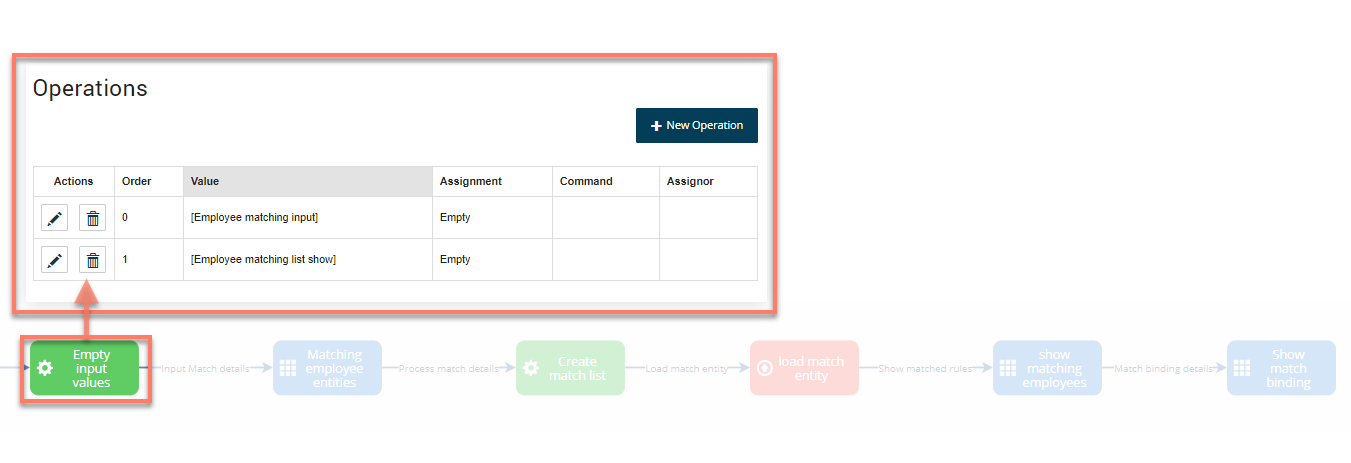 Operations
New Operation
Actions Order Value Assignment Command Assignor
0 [Employee matching input] Empty
1 [Employee matching list show] Empty
Empty
input
values
Input Match details
Matching
employee
entities
Process match details
Create
match list
Load match entity
load match
entity
Show matched rules
show
matching
employees
Match binding details
Show
match
binding